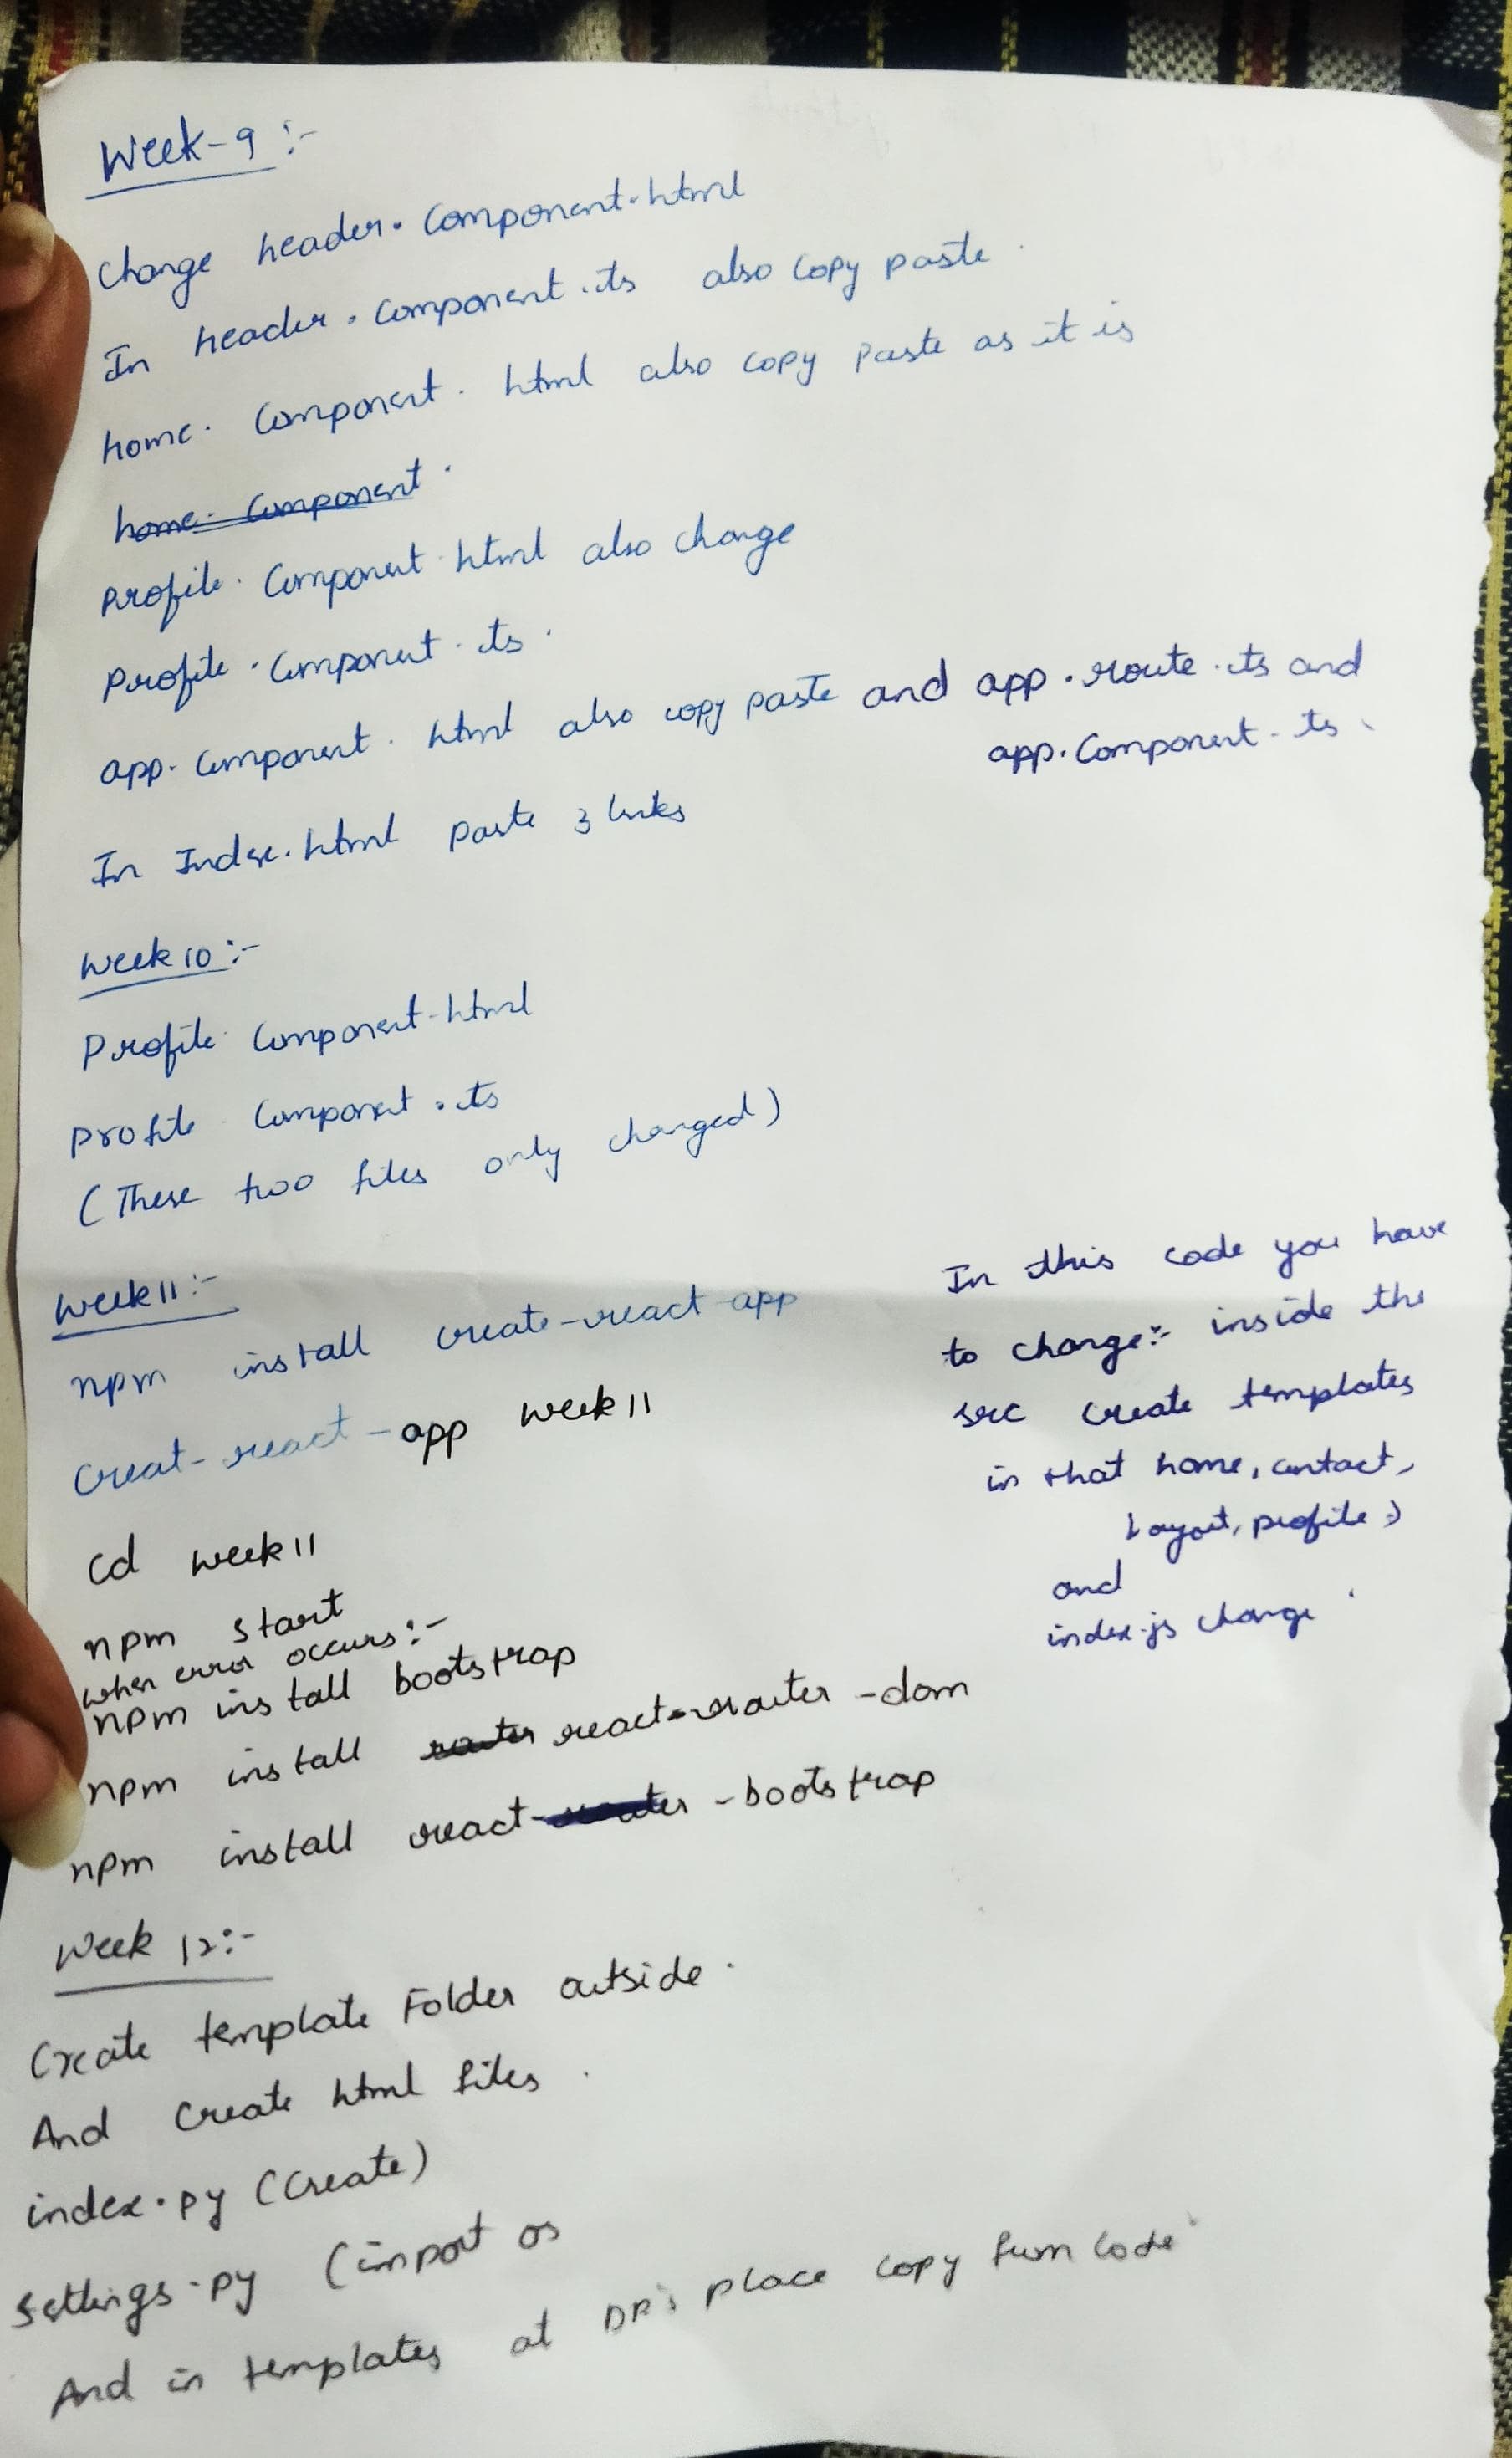 Week-9 :-
Change header. Component.html
In header. Component.ts also copy paste.
home. Component. html also copy paste as it is
home. Component.
Profile. Component.html also change
Profile. Component.ts.
app. Component. html also copy paste and app.route.ts and
app.Component.ts.
In Index.html paste 3 links
Week 10 :-
Profile. Component.html
Profile. Component.ts
(These two files only changed)
Week 11 :-
npm install create-react-app
Creat-react-app week 11
cd week 11
npm start
when error occurs :-
npm install bootstrap
npm install router react-router-dom
npm install react-router-bootstrap
In this code you have
to change :- inside the
src create templates
in that home, contact,
Layout, profile.)
and
index.js change.
Week 12 :-
Create template Folder outside.
And Create html files.
index.py (Create)
settings.py (import os
And in templates at place copy from code